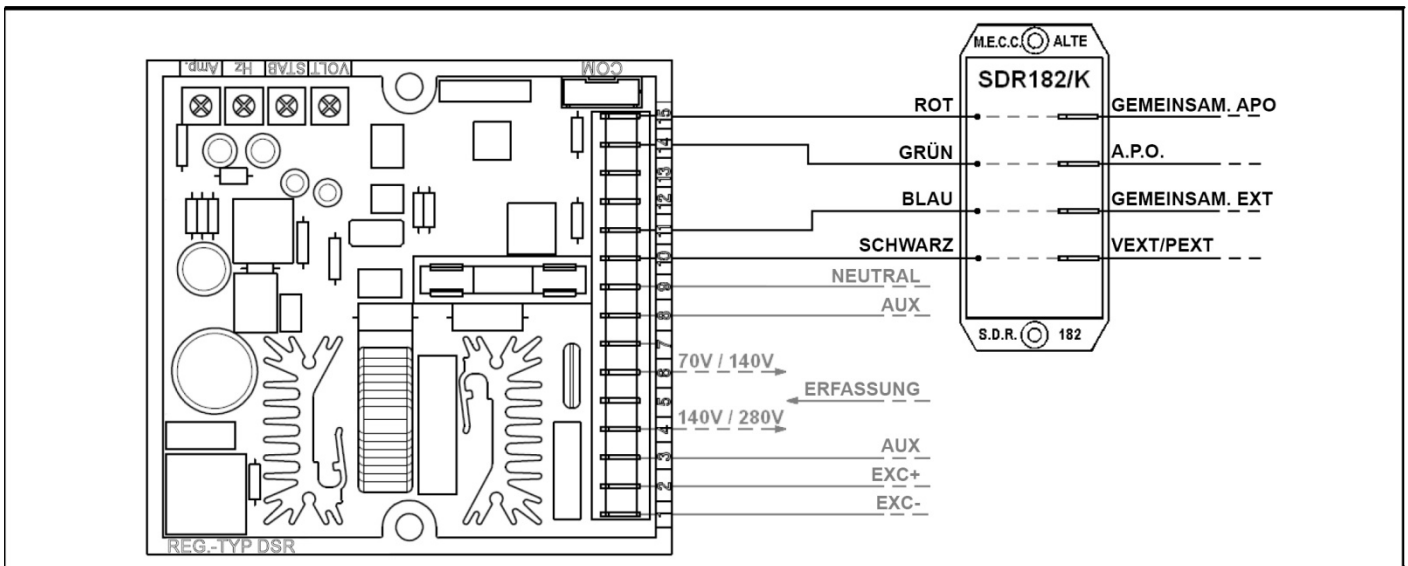 Amp. Hz STAB VOLT
COM
M.E.C.C. ALTE
SDR182/K
ROT
GEMEINSAM. APO
GRÜN
A.P.O.
BLAU
GEMEINSAM. EXT
SCHWARZ
VEXT/PEXT
NEUTRAL
AUX
S.D.R. 182
70V / 140V
ERFASSUNG
140V / 280V
AUX
EXC+
EXC-
15
14
13
12
11
10
9
8
7
6
5
4
3
2
1
REG.-TYP DSR